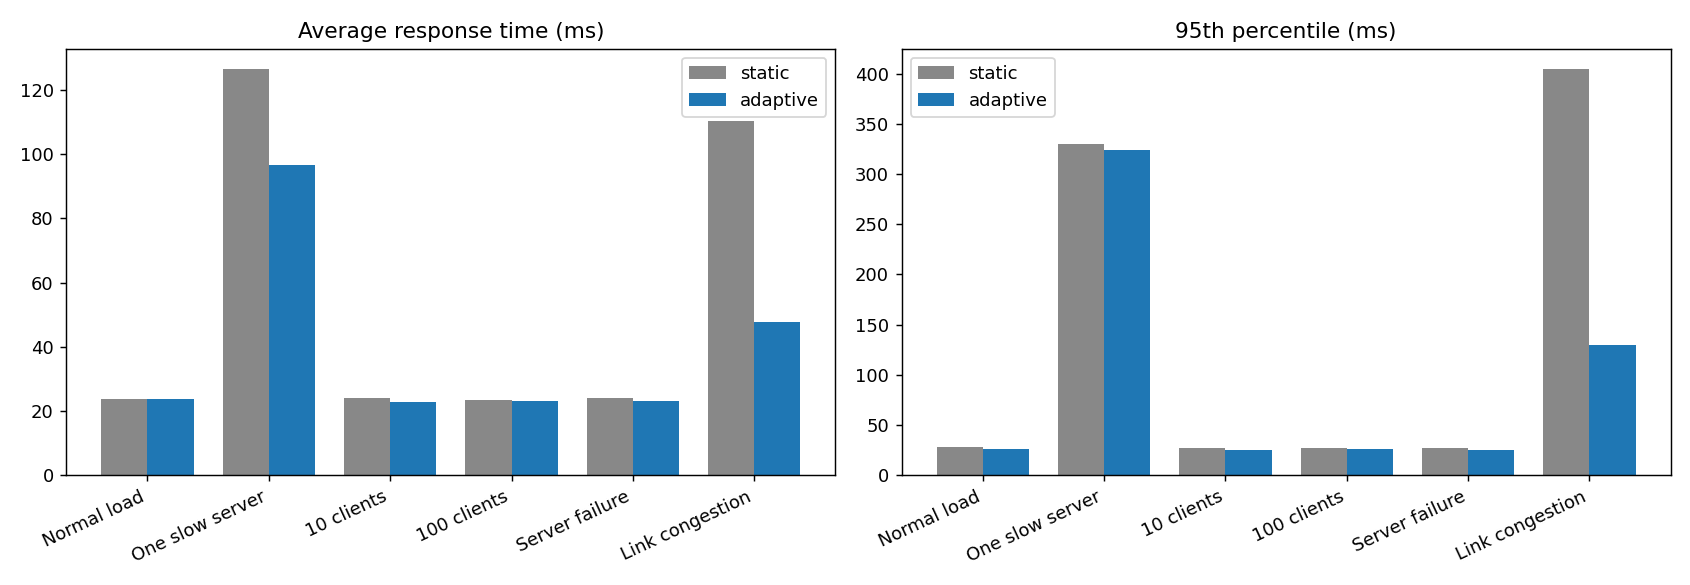 Average response time (ms)
static
adaptive
120
100
80
60
40
20
0
Normal load
One slow server
10 clients
100 clients
Server failure
Link congestion
95th percentile (ms)
static
adaptive
400
350
300
250
200
150
100
50
0
Normal load
One slow server
10 clients
100 clients
Server failure
Link congestion